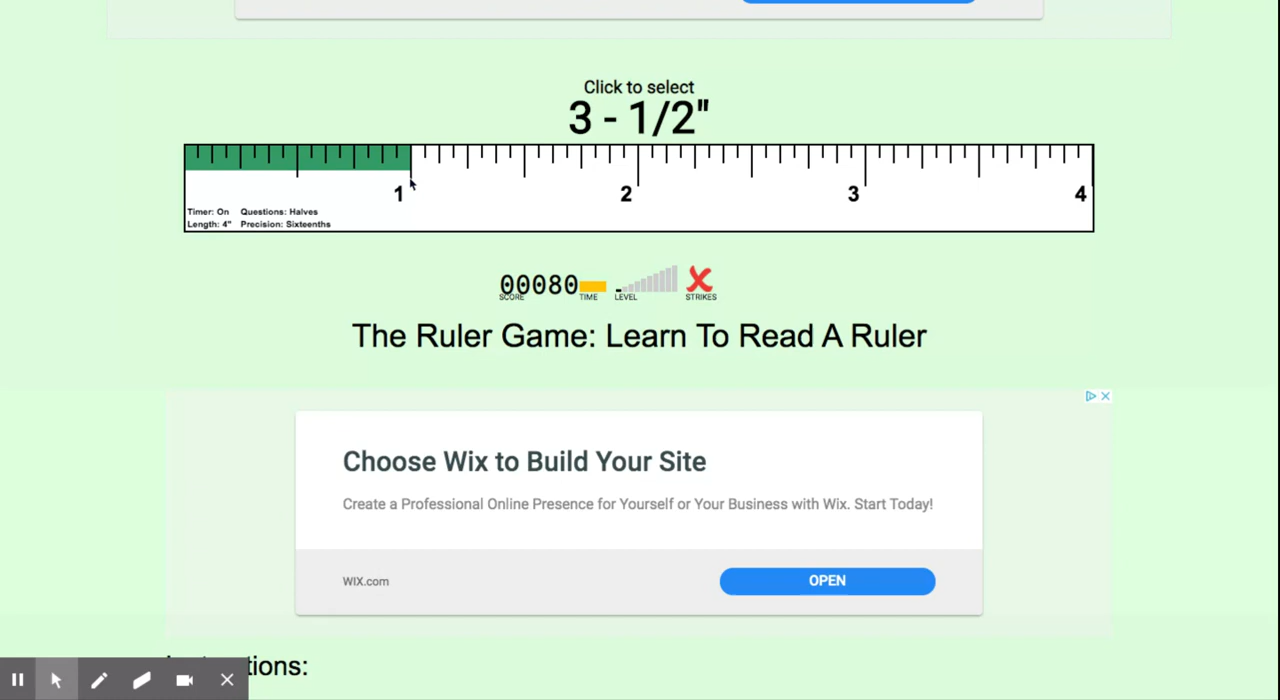 Click to select
3 - 1/2"
1 2 3 4
Timer: On Questions: Halves
Length: 4" Precision: Sixteenths
00080
SCORE TIME LEVEL STRIKES
The Ruler Game: Learn To Read A Ruler
Choose Wix to Build Your Site
Create a Professional Online Presence for Yourself or Your Business with Wix. Start Today!
WIX.com OPEN
tions: